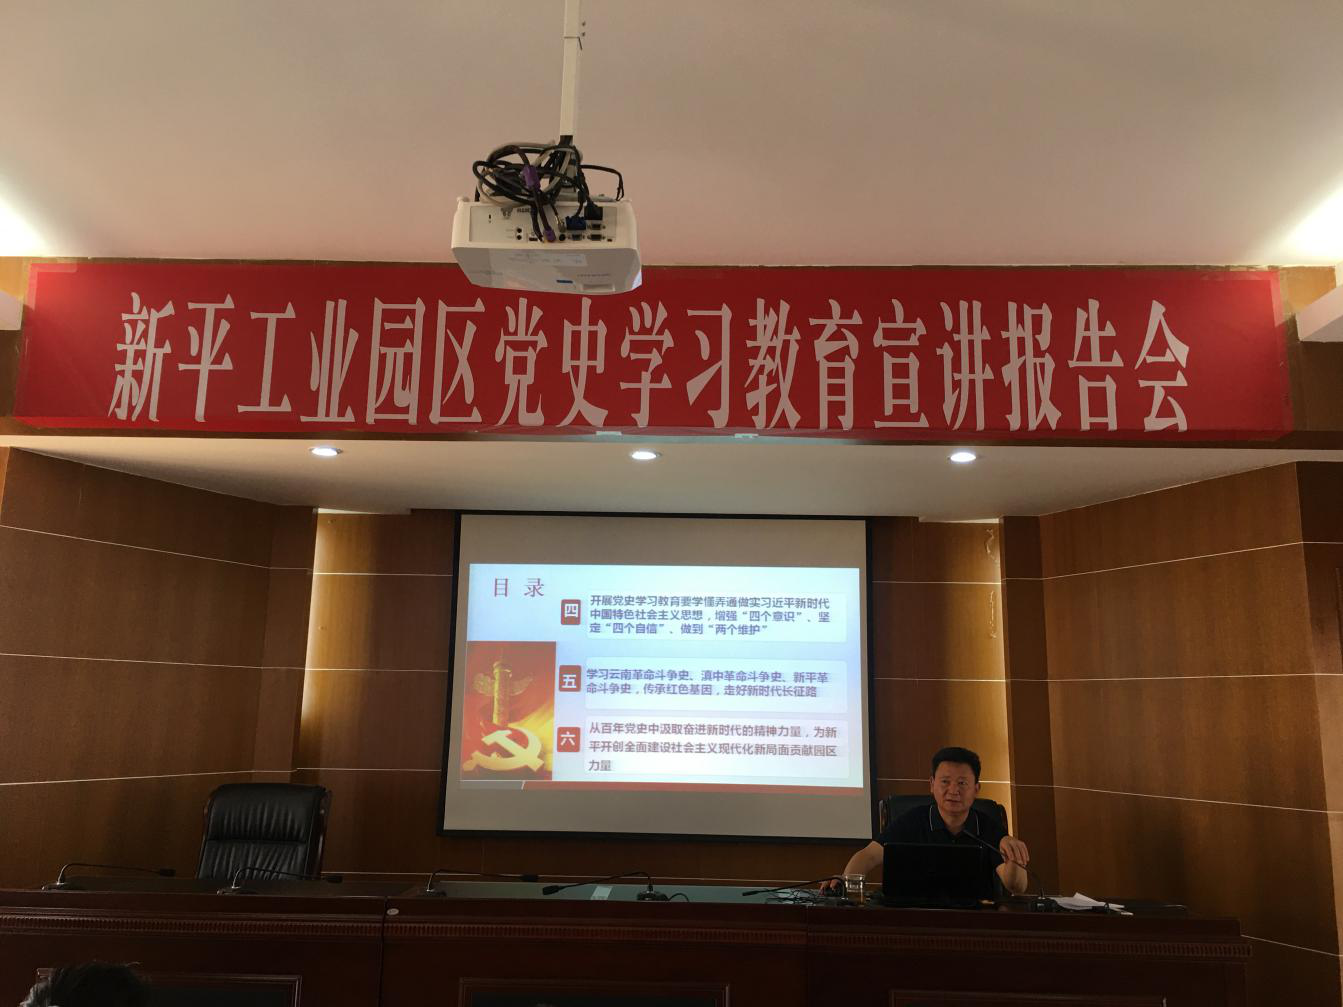 新平工业园区党史学习教育宣讲报告会
目 录
四
开展党史学习教育要学懂弄通做实习近平新时代
中国特色社会主义思想，增强“四个意识”、坚
定“四个自信”、做到“两个维护”
五
学习云南革命斗争史、滇中革命斗争史、新平革
命斗争史，传承红色基因，走好新时代长征路
六
从百年党史中汲取奋进新时代的精神力量，为新
平开创全面建设社会主义现代化新局面贡献园区
力量